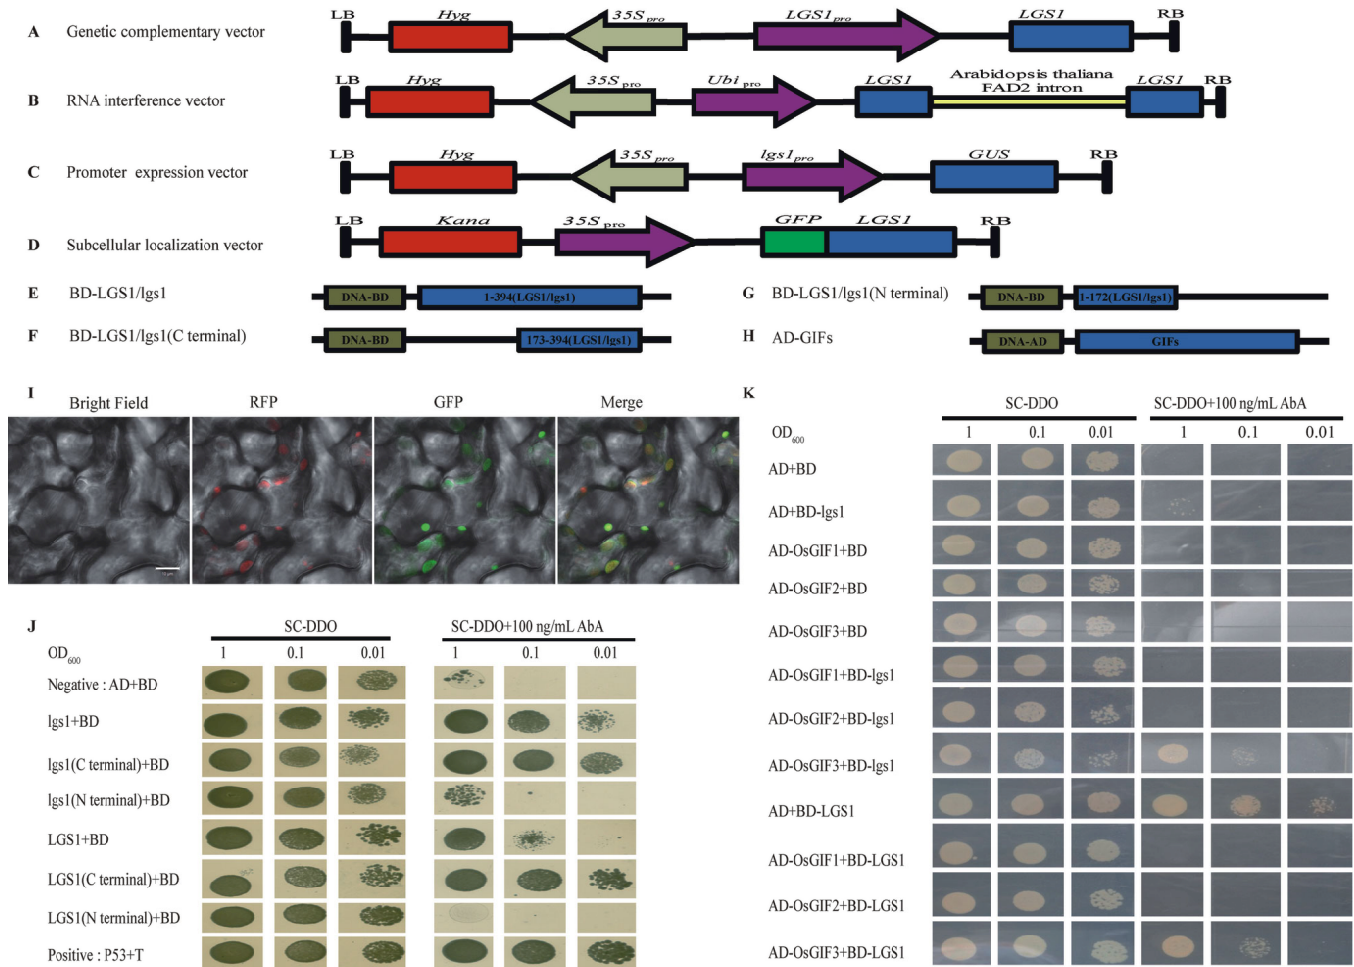 LB Hyg 35S pro LGS1 pro LGS1 RB
A Genetic complementary vector
LB Hyg 35S pro Ubi pro LGS1 Arabidopsis thaliana FAD2 intron LGS1 RB
B RNA interference vector
LB Hyg 35S pro lgs1 pro GUS RB
C Promoter expression vector
LB Kana 35S pro GFP LGS1 RB
D Subcellular localization vector
E BD-LGS1/lgs1 DNA-BD 1-394(LGS1/lgs1)
G BD-LGS1/lgs1(N terminal) DNA-BD 1-172(LGS1/lgs1)
F BD-LGS1/lgs1(C terminal) DNA-BD 173-394(LGS1/lgs1)
H AD-GIFs DNA-AD GIFs
I
Bright Field RFP GFP Merge
J
SC-DDO SC-DDO+100 ng/mL AbA
OD600 1 0.1 0.01 1 0.1 0.01
Negative : AD+BD
lgs1+BD
lgs1(C terminal)+BD
lgs1(N terminal)+BD
LGS1+BD
LGS1(C terminal)+BD
LGS1(N terminal)+BD
Positive : P53+T
K
SC-DDO SC-DDO+100 ng/mL AbA
OD600 1 0.1 0.01 1 0.1 0.01
AD+BD
AD+BD-lgs1
AD-OsGIF1+BD
AD-OsGIF2+BD
AD-OsGIF3+BD
AD-OsGIF1+BD-lgs1
AD-OsGIF2+BD-lgs1
AD-OsGIF3+BD-lgs1
AD+BD-LGS1
AD-OsGIF1+BD-LGS1
AD-OsGIF2+BD-LGS1
AD-OsGIF3+BD-LGS1